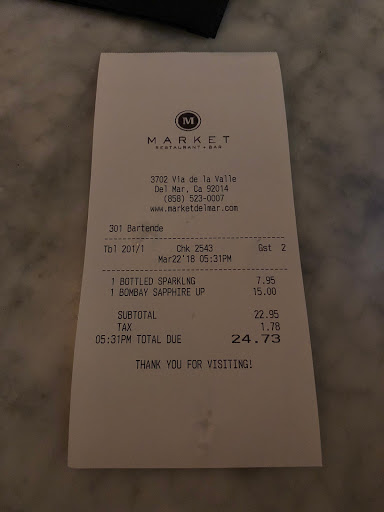 M
MARKET
RESTAURANT + BAR
3702 Via de la Valle
Del Mar, Ca 92014
(858) 523-0007
www.marketdelmar.com
301 Bartende
Tbl 201/1 Chk 2543 Gst 2
Mar22'18 05:31PM
1 BOTTLED SPARKLNG 7.95
1 BOMBAY SAPPHIRE UP 15.00
SUBTOTAL 22.95
TAX 1.78
05:31PM TOTAL DUE 24.73
THANK YOU FOR VISITING!